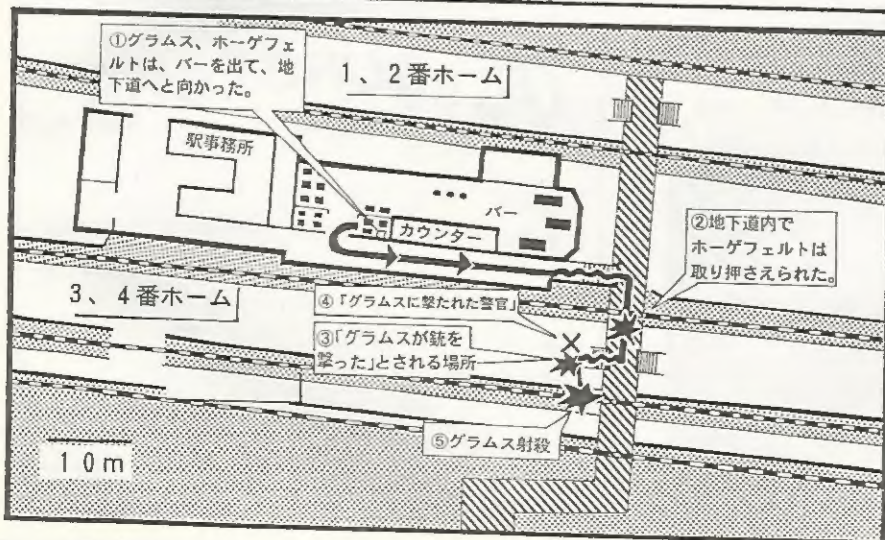 ①グラムス、ホーゲフェ
ルトは、バーを出て、地
下道へと向かった。
1、2番ホーム
駅事務所
バー
カウンター
②地下道内で
ホーゲフェルトは
取り押さえられた。
3、4番ホーム
④「グラムスに撃たれた警官」
③「グラムスが銃を
撃った」とされる場所
⑤グラムス射殺
10m